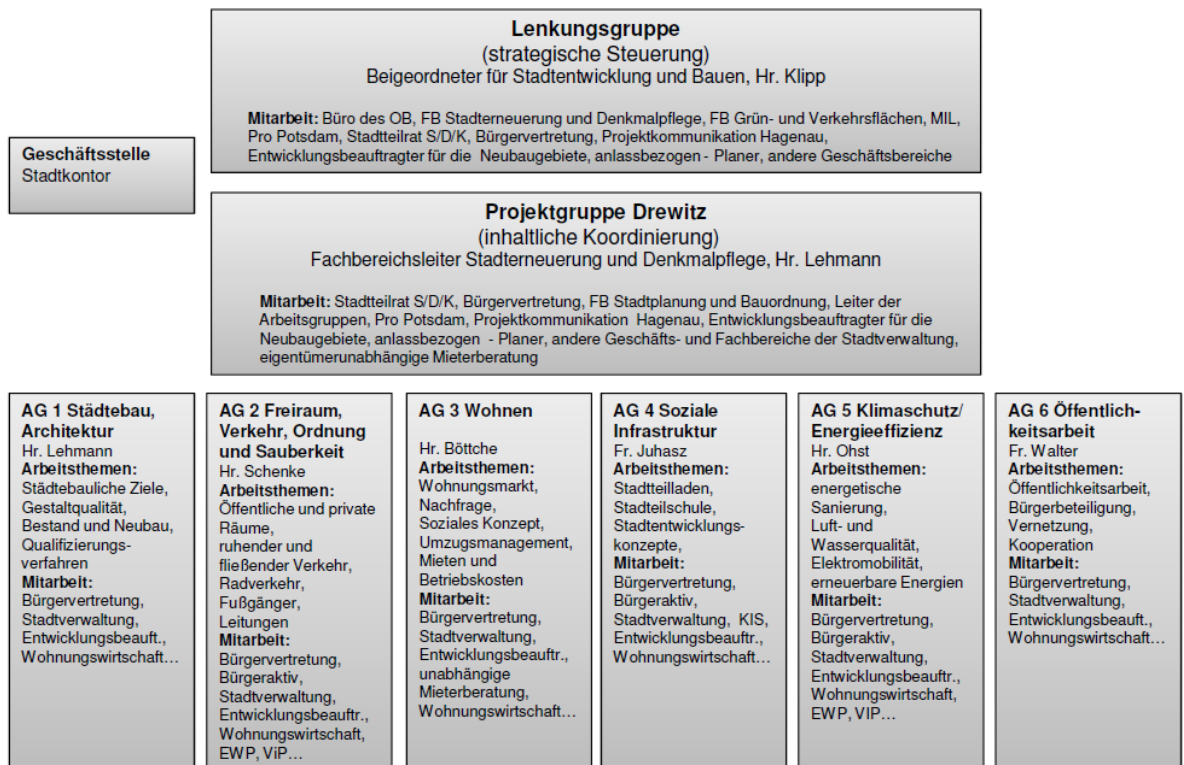 Lenkungsgruppe
(strategische Steuerung)
Beigeordneter für Stadtentwicklung und Bauen, Hr. Klipp
Mitarbeit: Büro des OB, FB Stadterneuerung und Denkmalpflege, FB Grün- und Verkehrsflächen, MIL,
Pro Potsdam, Stadtteilrat S/D/K, Bürgervertretung, Projektkommunikation Hagenau,
Entwicklungsbeauftragter für die Neubaugebiete, anlassbezogen - Planer, andere Geschäftsbereiche
Geschäftsstelle
Stadtkontor
Projektgruppe Drewitz
(inhaltliche Koordinierung)
Fachbereichsleiter Stadterneuerung und Denkmalpflege, Hr. Lehmann
Mitarbeit: Stadtteilrat S/D/K, Bürgervertretung, FB Stadtplanung und Bauordnung, Leiter der
Arbeitsgruppen, Pro Potsdam, Projektkommunikation Hagenau, Entwicklungsbeauftragter für die
Neubaugebiete, anlassbezogen - Planer, andere Geschäfts- und Fachbereiche der Stadtverwaltung,
eigentümerunabhängige Mieterberatung
AG 1 Städtebau,
Architektur
Hr. Lehmann
Arbeitsthemen:
Städtebauliche Ziele,
Gestaltqualität,
Bestand und Neubau,
Qualifizierungs-
verfahren
Mitarbeit:
Bürgervertretung,
Stadtverwaltung,
Entwicklungsbeauft.,
Wohnungswirtschaft…
AG 2 Freiraum,
Verkehr, Ordnung
und Sauberkeit
Hr. Schenke
Arbeitsthemen:
Öffentliche und private
Räume,
ruhender und
fließender Verkehr,
Radverkehr,
Fußgänger,
Leitungen
Mitarbeit:
Bürgervertretung,
Bürgeraktiv,
Stadtverwaltung,
Entwicklungsbeauftr.,
Wohnungswirtschaft,
EWP, ViP…
AG 3 Wohnen
Hr. Böttche
Arbeitsthemen:
Wohnungsmarkt,
Nachfrage,
Soziales Konzept,
Umzugsmanagement,
Mieten und
Betriebskosten
Mitarbeit:
Bürgervertretung,
Stadtverwaltung,
Entwicklungsbeauftr.,
unabhängige
Mieterberatung,
Wohnungswirtschaft…
AG 4 Soziale
Infrastruktur
Fr. Juhasz
Arbeitsthemen:
Stadtteilladen,
Stadteilschule,
Stadtentwicklungs-
konzepte,
Mitarbeit:
Bürgervertretung,
Bürgeraktiv,
Stadtverwaltung, KIS,
Entwicklungsbeauftr.,
Wohnungswirtschaft…
AG 5 Klimaschutz/
Energieeffizienz
Hr. Ohst
Arbeitsthemen:
energetische
Sanierung,
Luft- und
Wasserqualität,
Elektromobilität,
erneuerbare Energien
Mitarbeit:
Bürgervertretung,
Bürgeraktiv,
Stadtverwaltung,
Entwicklungsbeauftr.,
Wohnungswirtschaft,
EWP, VIP…
AG 6 Öffentlich-
keitsarbeit
Fr. Walter
Arbeitsthemen:
Öffentlichkeitsarbeit,
Bürgerbeteiligung,
Vernetzung,
Kooperation
Mitarbeit:
Bürgervertretung,
Stadtverwaltung,
Entwicklungsbeauft.,
Wohnungswirtschaft…